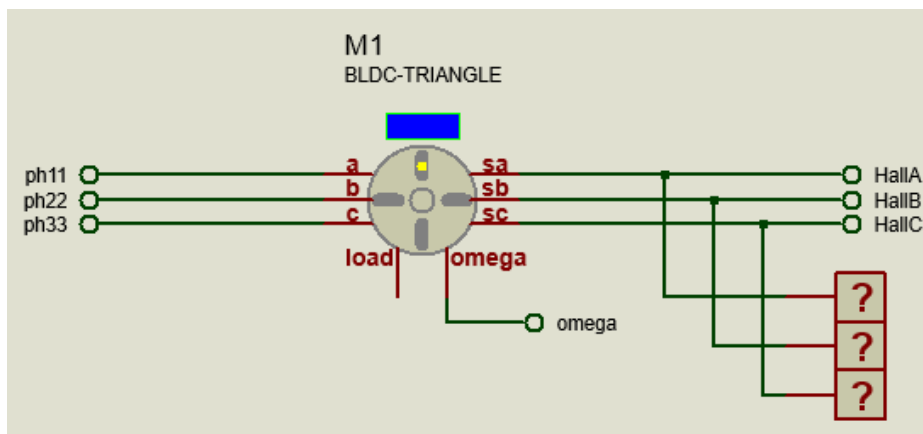 M1
BLDC-TRIANGLE
ph11 a sa HallA
ph22 b sb HallB
ph33 c sc HallC
load omega
?
omega
?
?